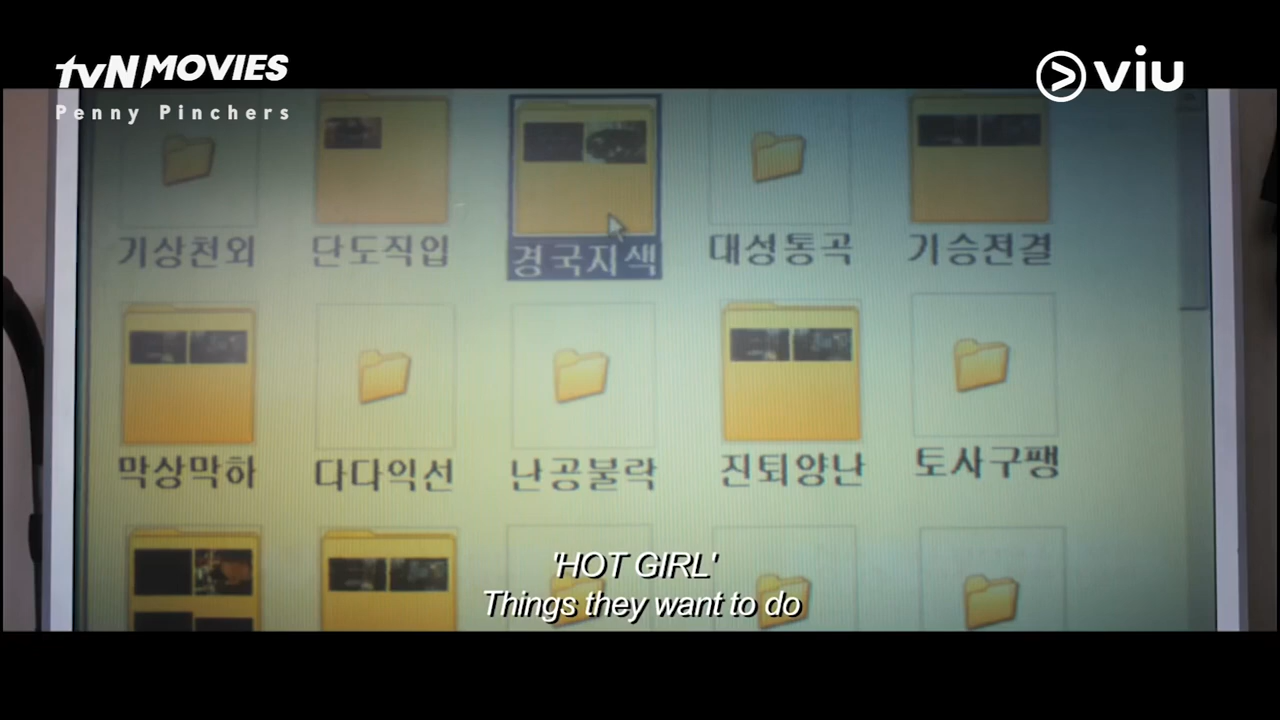 tvN MOVIES
Penny Pinchers
viu
기상천외
단도직입
경국지색
대성통곡
기승전결
막상막하
다다익선
난공불락
진퇴양난
토사구팽
'HOT GIRL'
Things they want to do